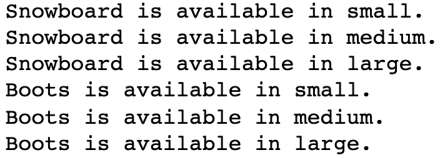 Snowboard is available in small.
Snowboard is available in medium.
Snowboard is available in large.
Boots is available in small.
Boots is available in medium.
Boots is available in large.